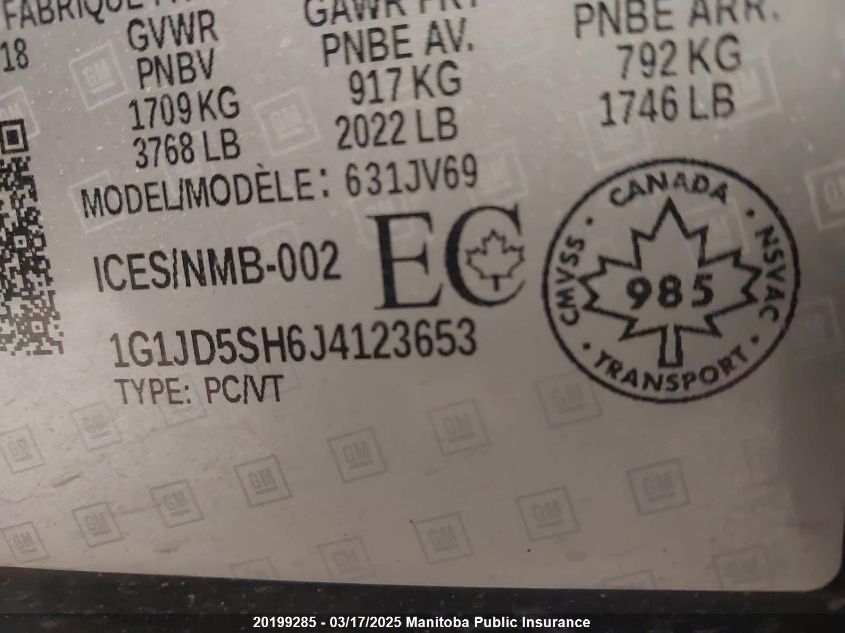 FABRIQUÉ
GAWR FRT
18
GVWR
PNBV
1709 KG
3768 LB
PNBE AV.
917 KG
2022 LB
PNBE ARR.
792 KG
1746 LB
MODEL/MODÈLE: 631JV69
ICES/NMB-002
EC
1G1JD5SH6J4123653
TYPE: PC/VT
CANADA
CMVSS
985
NSVAC
TRANSPORT
GM
20199285 - 03/17/2025 Manitoba Public Insurance